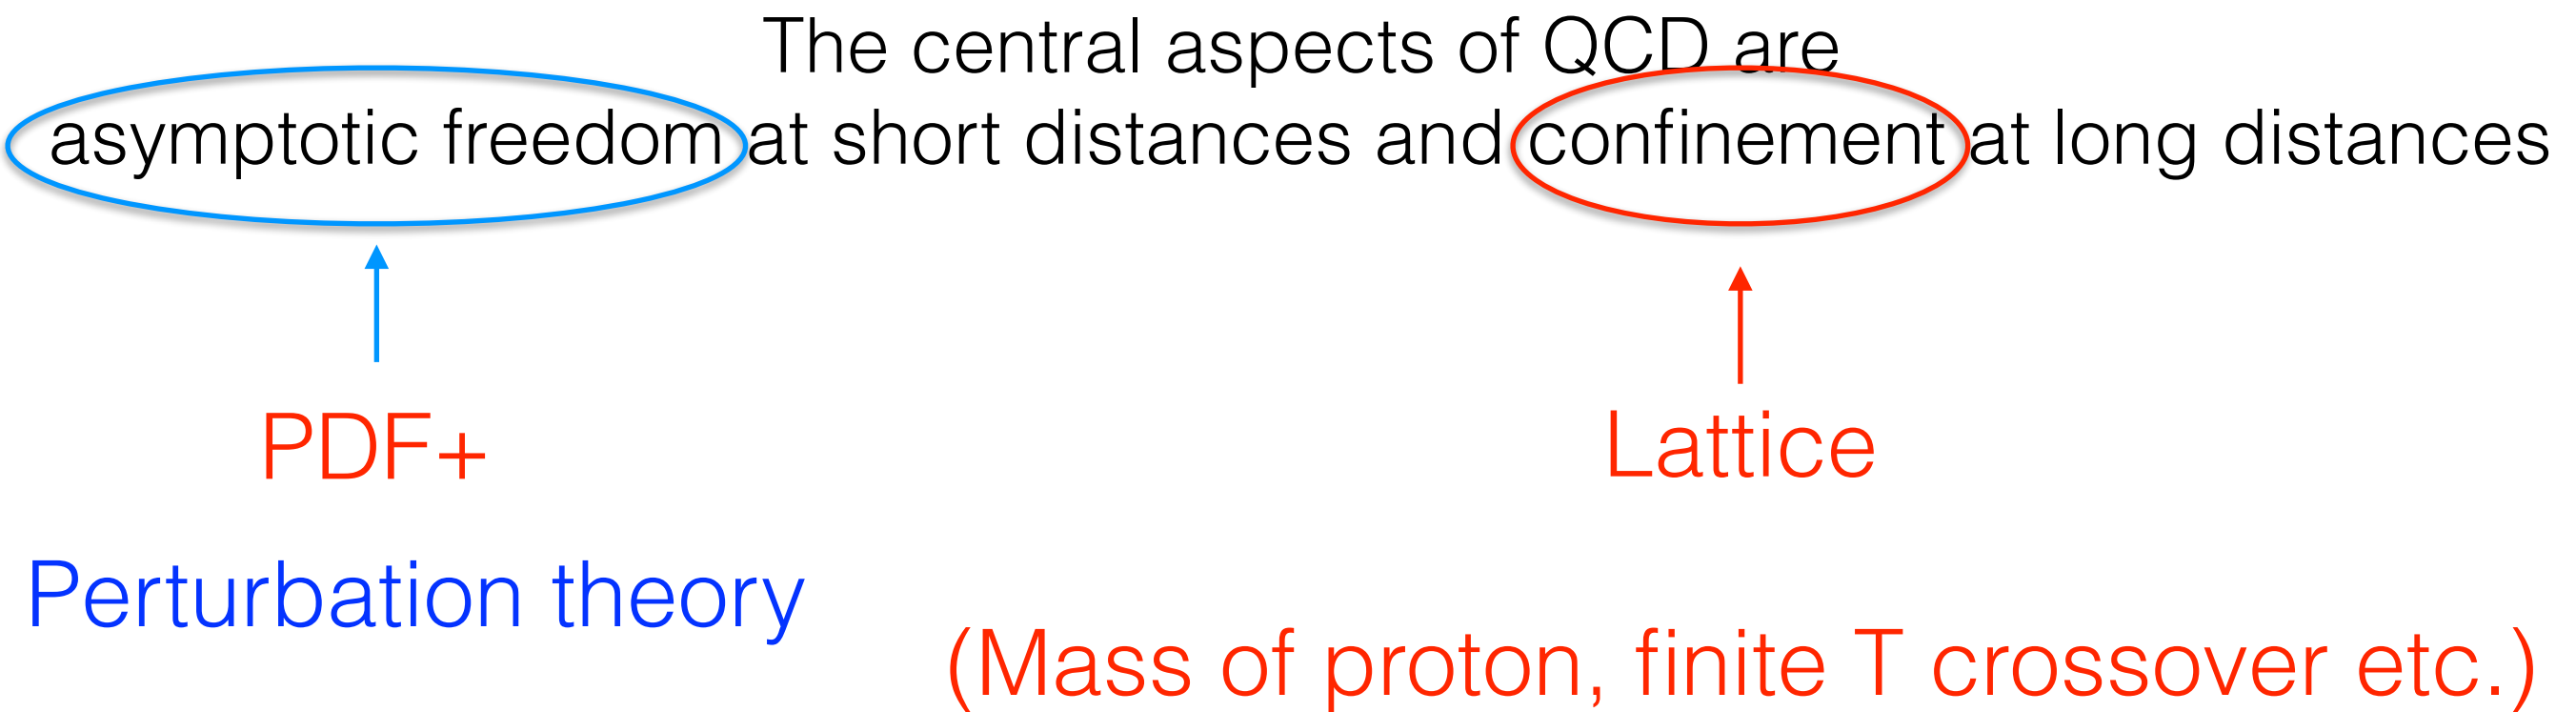 The central aspects of QCD are
asymptotic freedom at short distances and confinement at long distances
PDF+
Lattice
Perturbation theory
(Mass of proton, finite T crossover etc.)